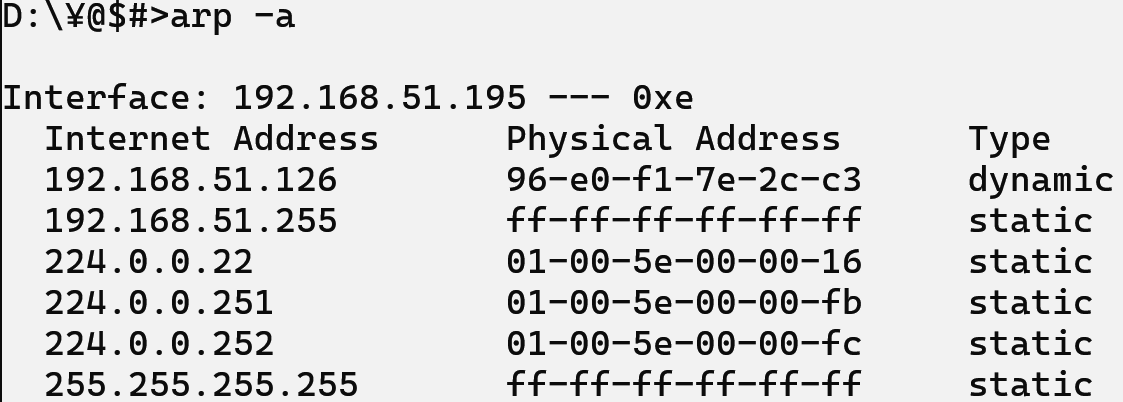 D:\¥@$#>arp -a

Interface: 192.168.51.195 --- 0xe
  Internet Address      Physical Address      Type
  192.168.51.126        96-e0-f1-7e-2c-c3     dynamic
  192.168.51.255        ff-ff-ff-ff-ff-ff     static
  224.0.0.22            01-00-5e-00-00-16     static
  224.0.0.251           01-00-5e-00-00-fb     static
  224.0.0.252           01-00-5e-00-00-fc     static
  255.255.255.255       ff-ff-ff-ff-ff-ff     static